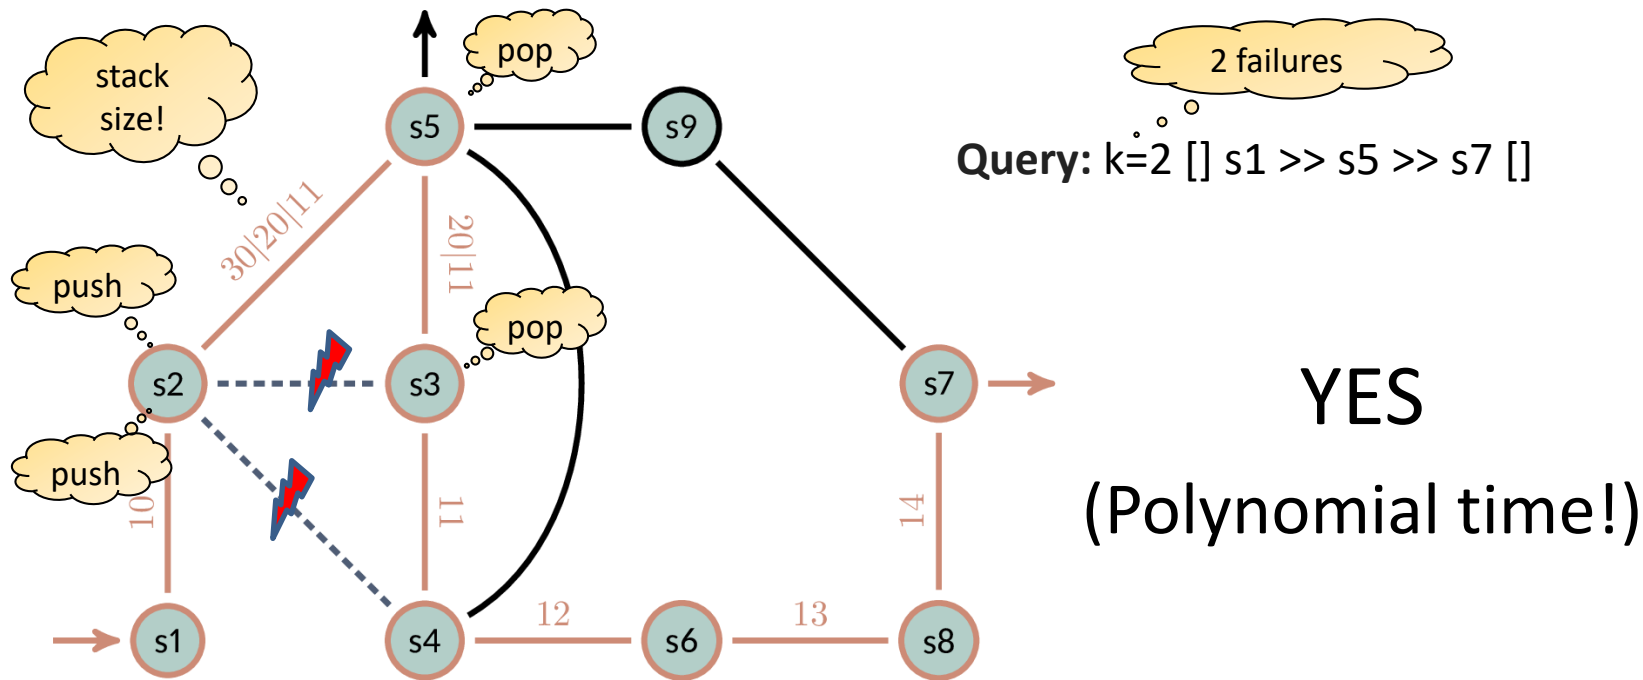 pop
2 failures
stack
size!
s5
s9
Query: k=2 [] s1 >> s5 >> s7 []
30|20|11
20|11
push
pop
s2
s3
s7
YES
push
10
11
14
(Polynomial time!)
12
13
s1
s4
s6
s8